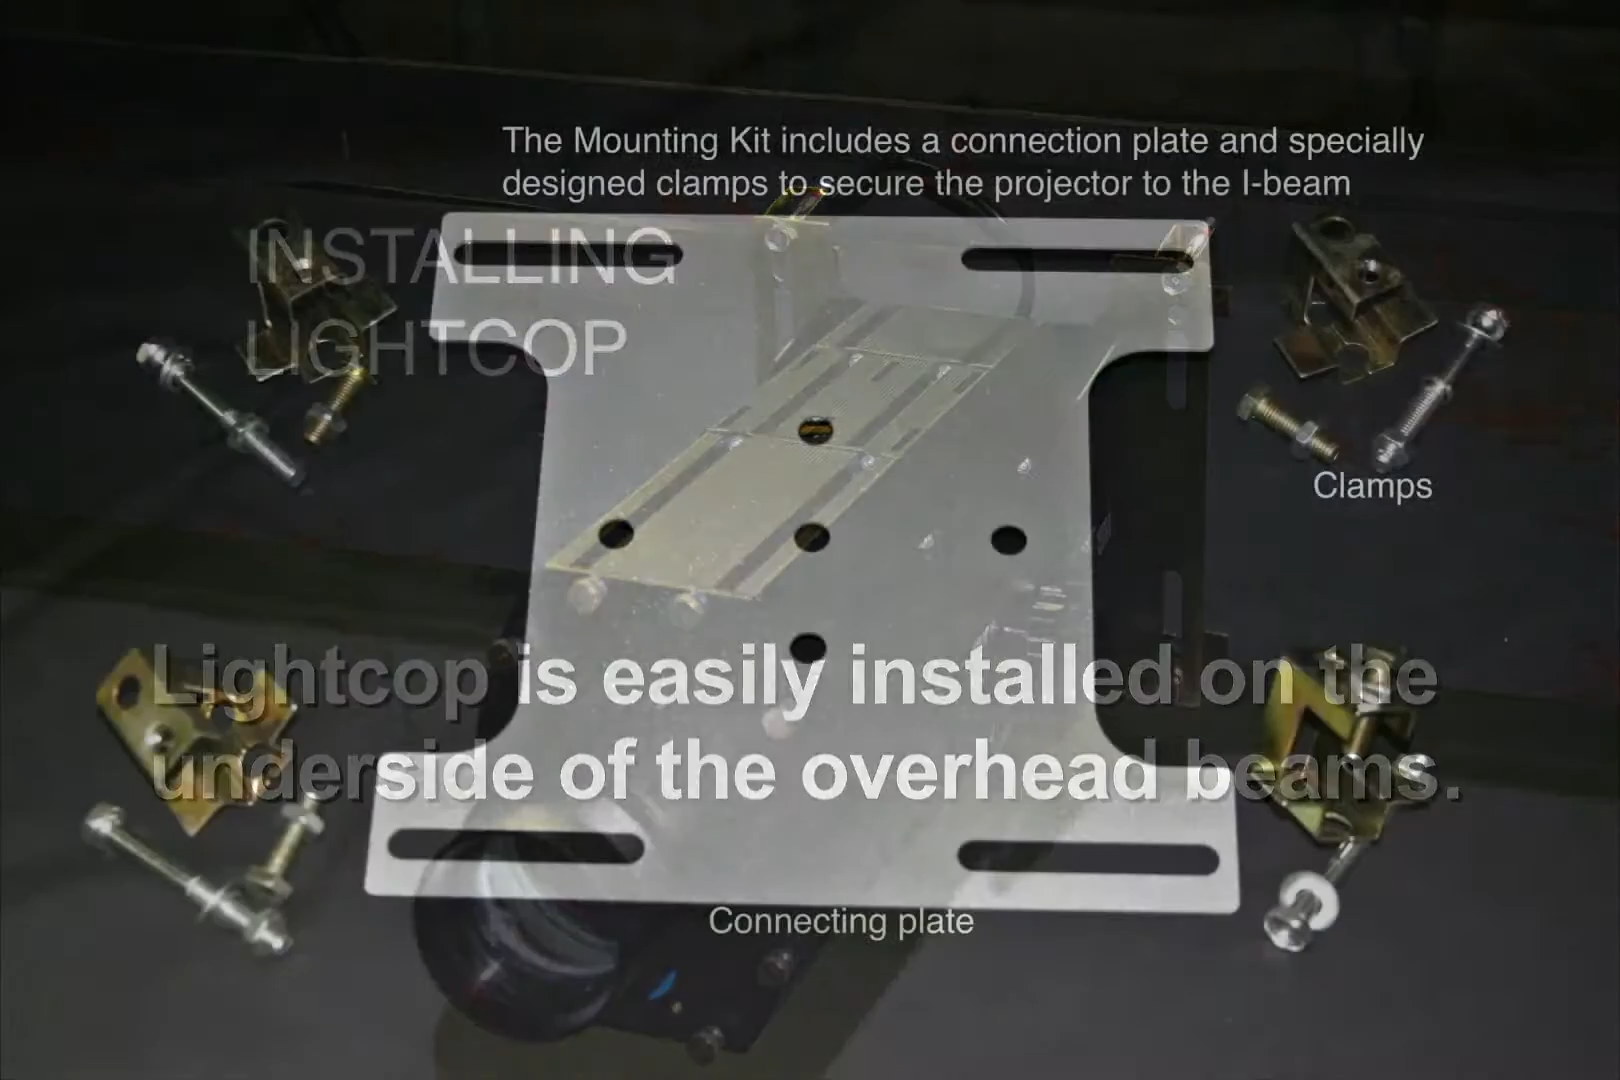 The Mounting Kit includes a connection plate and specially
designed clamps to secure the projector to the I-beam
INSTALLING
LIGHTCOP
Clamps
Lightcop is easily installed on the
underside of the overhead beams.
Connecting plate